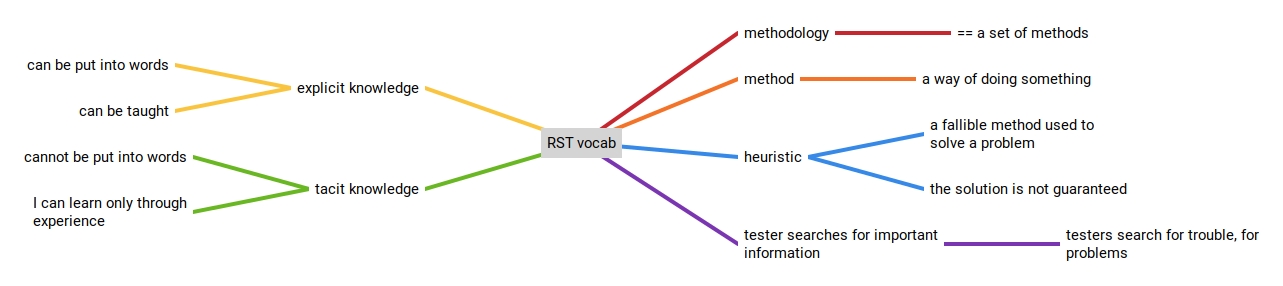 RST vocab
methodology
== a set of methods
method
a way of doing something
heuristic
a fallible method used to
solve a problem
the solution is not guaranteed
tester searches for important
information
testers search for trouble, for
problems
explicit knowledge
can be put into words
can be taught
tacit knowledge
cannot be put into words
I can learn only through
experience